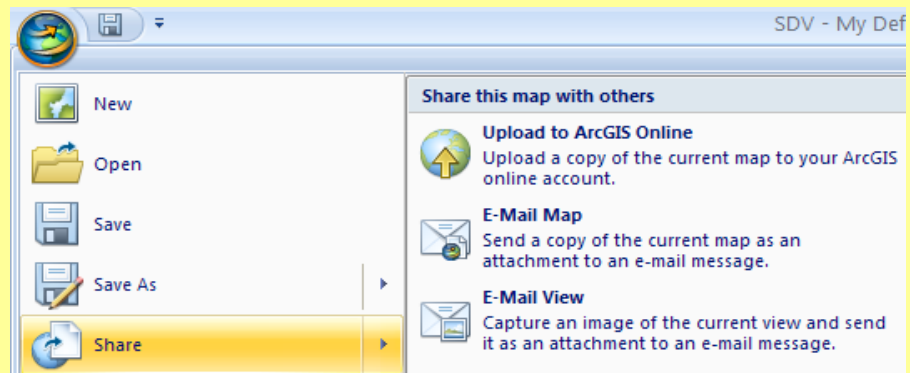 SDV - My Def
New
Open
Save
Save As
Share
Share this map with others
Upload to ArcGIS Online
Upload a copy of the current map to your ArcGIS
online account.
E-Mail Map
Send a copy of the current map as an
attachment to an e-mail message.
E-Mail View
Capture an image of the current view and send
it as an attachment to an e-mail message.